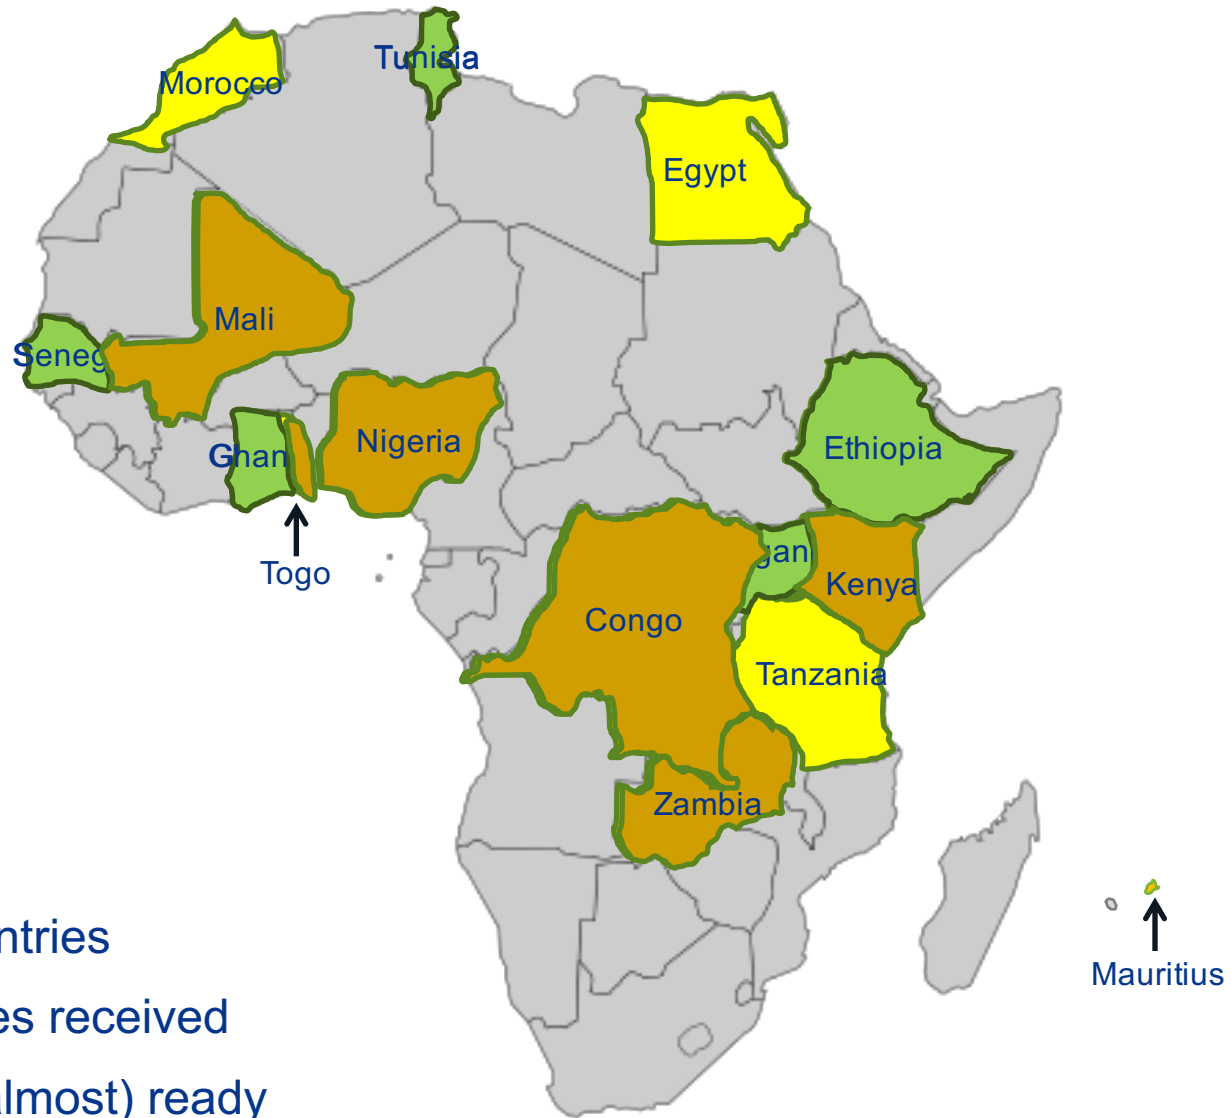 Tunisia
Morocco
Egypt
Mali
Seneg
Nigeria
Ghan
Ethiopia
gan
Togo
Kenya
Congo
Tanzania
Zambia
ntries
Mauritius
es received
almost) ready